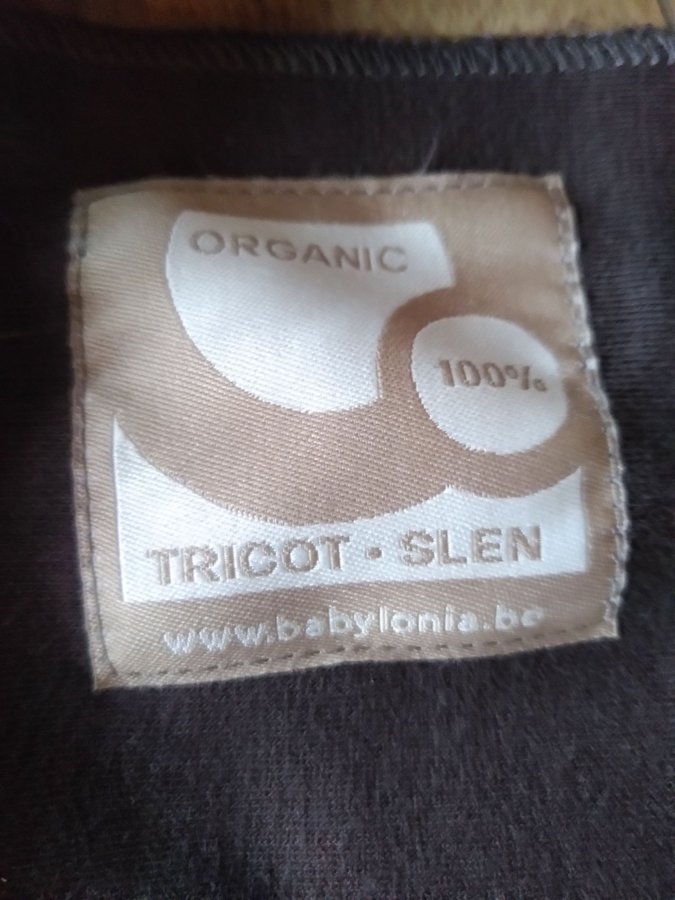 ORGANIC
100%
TRICOT • SLEN
www.babylonia.be